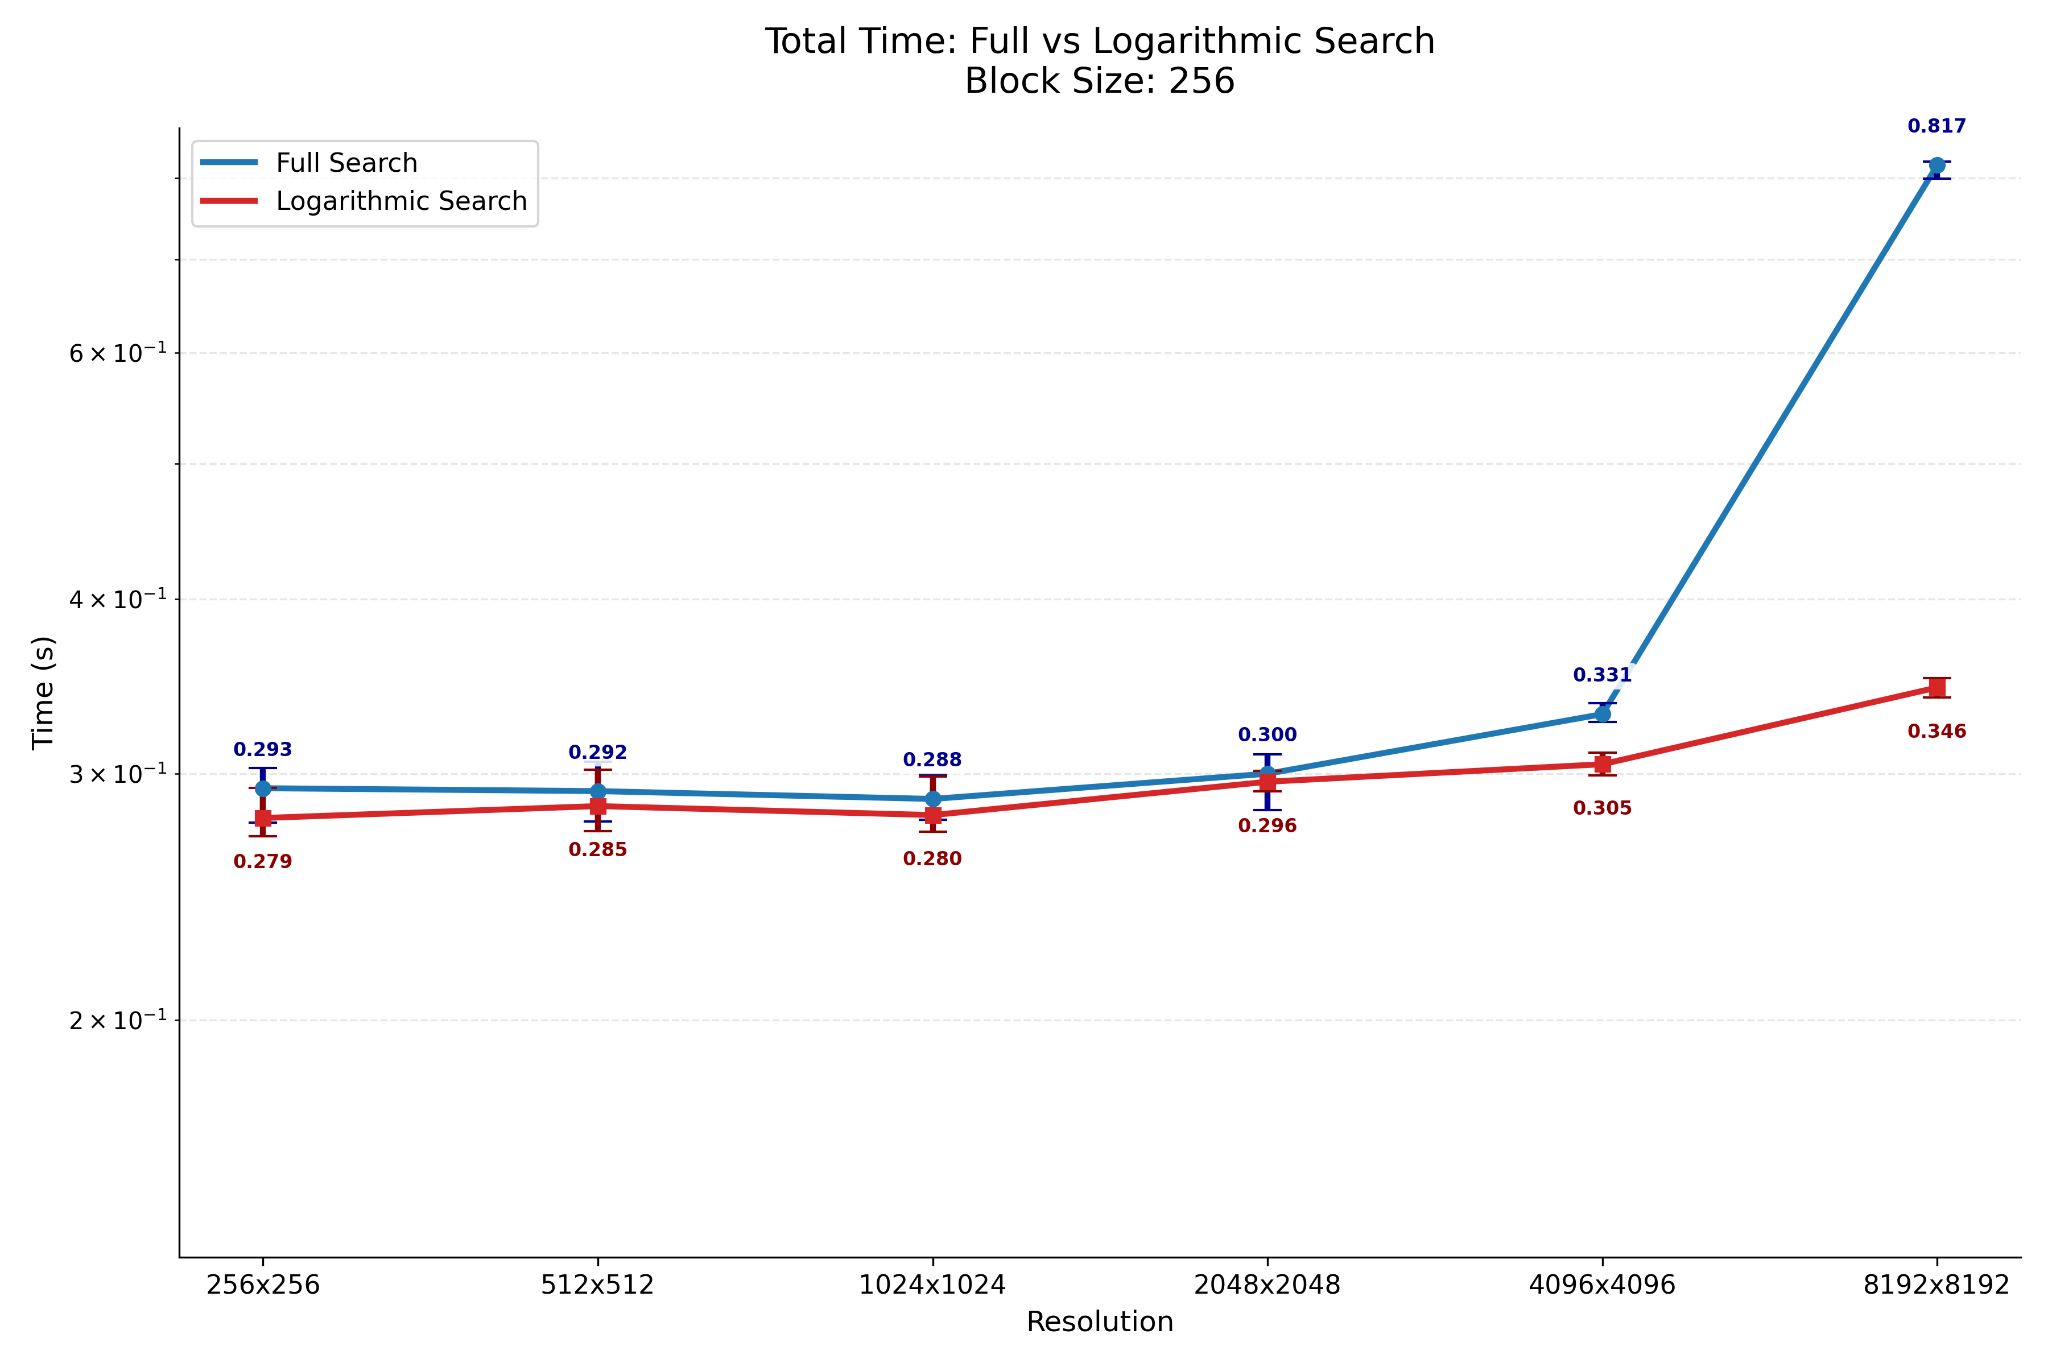 Total Time: Full vs Logarithmic Search
Block Size: 256
Full Search
Logarithmic Search
Time (s)
6 × 10⁻¹
4 × 10⁻¹
3 × 10⁻¹
2 × 10⁻¹
0.293
0.292
0.288
0.300
0.331
0.817
0.279
0.285
0.280
0.296
0.305
0.346
256x256
512x512
1024x1024
2048x2048
4096x4096
8192x8192
Resolution